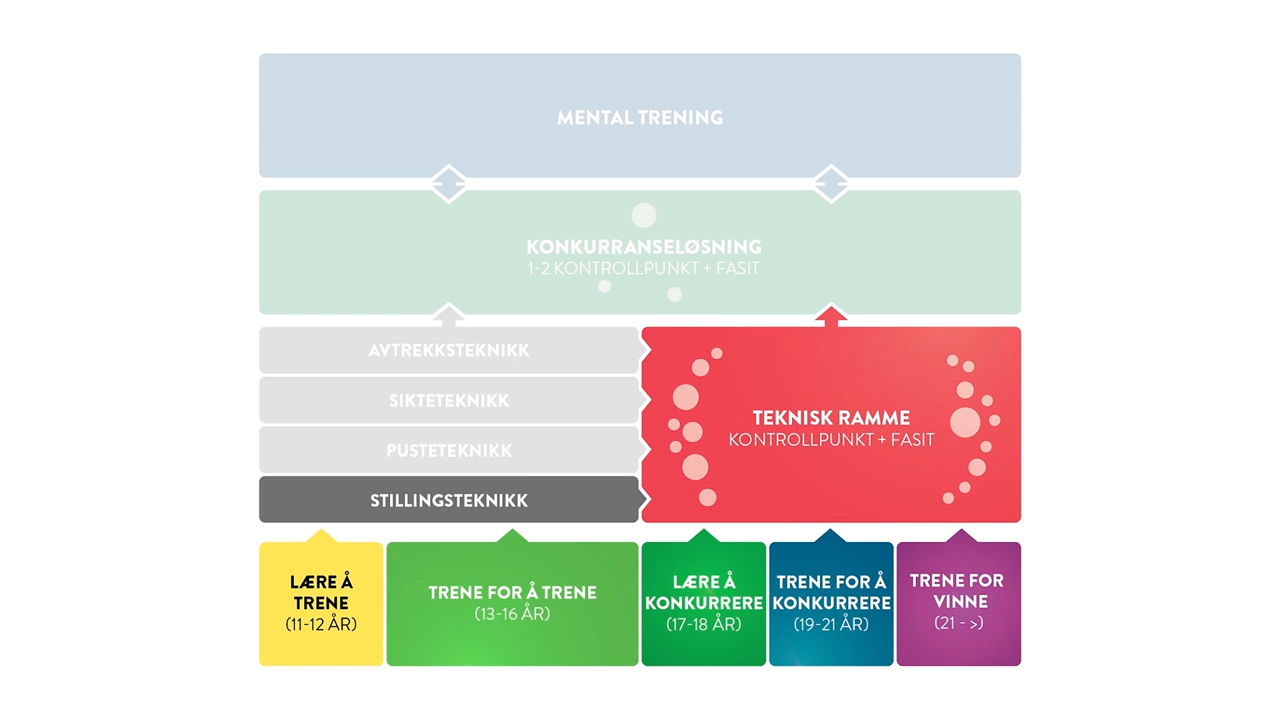 MENTAL TRENING
KONKURRANSELØSNING
1-2 KONTROLLPUNKT + FASIT
AVTREKKSTEKNIKK
SIKTETEKNIKK
PUSTETEKNIKK
STILLINGSTEKNIKK
TEKNISK RAMME
KONTROLLPUNKT + FASIT
LÆRE Å
TRENE
(11-12 ÅR)
TRENE FOR Å TRENE
(13-16 ÅR)
LÆRE Å
KONKURRERE
(17-18 ÅR)
TRENE FOR Å
KONKURRERE
(19-21 ÅR)
TRENE FOR
VINNE
(21 - >)